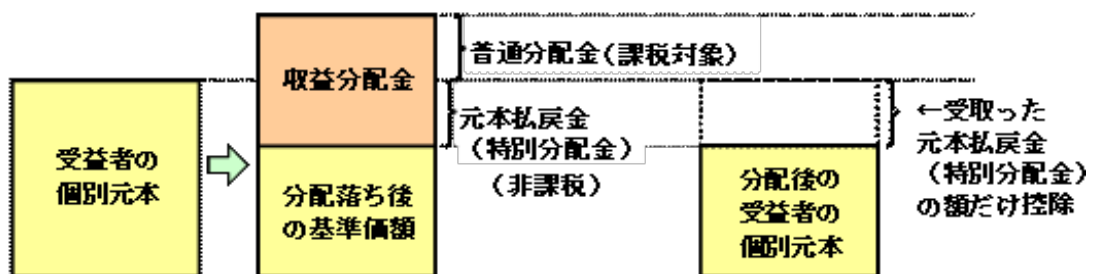 受益者の
個別元本
収益分配金
分配落ち後
の基準価額
普通分配金（課税対象）
元本払戻金
（特別分配金）
（非課税）
分配後の
受益者の
個別元本
←受取った
元本払戻金
（特別分配金）
の額だけ控除